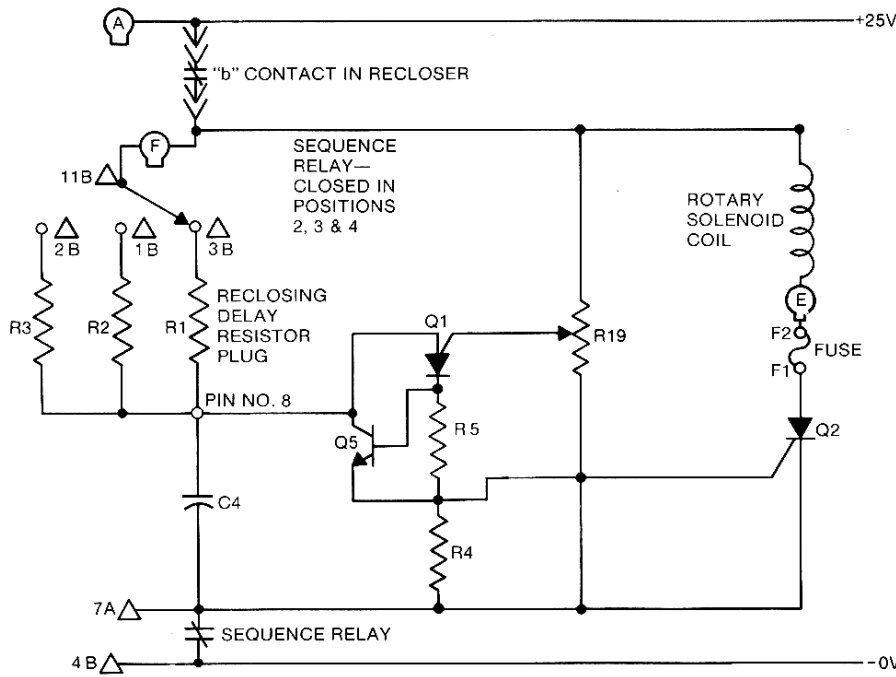 A
+25V
"b" CONTACT IN RECLOSER
F
SEQUENCE
RELAY—
CLOSED IN
POSITIONS
2, 3 & 4
11B
ROTARY
SOLENOID
COIL
2B
1B
3B
RECLOSING
DELAY
RESISTOR
PLUG
R3
R2
R1
Q1
R19
E
F2
FUSE
F1
PIN NO. 8
Q5
R5
Q2
C4
R4
7A
SEQUENCE RELAY
4B
-0V